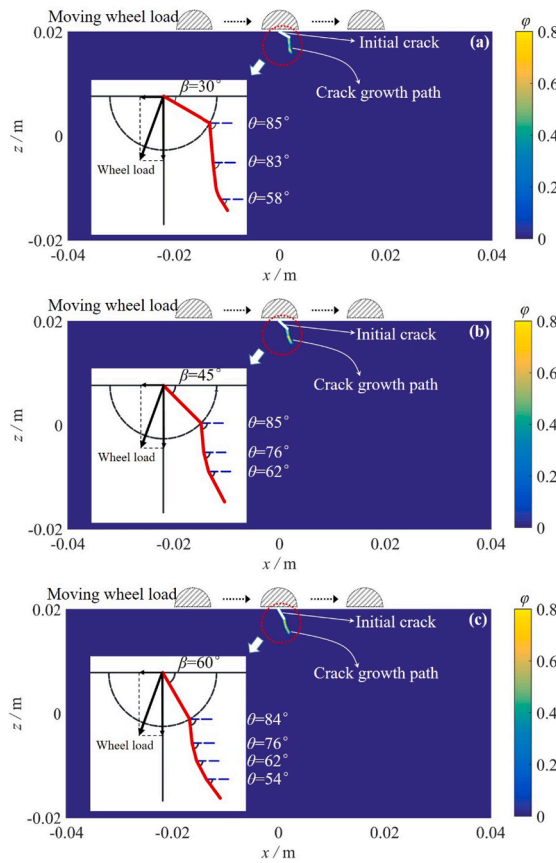 Moving wheel load
0.02
(a)
Initial crack
Crack growth path
β=30°
θ=85°
θ=83°
θ=58°
Wheel load
z / m
0
-0.02
-0.04
-0.02
0
0.02
0.04
x / m
φ
0.8
0.6
0.4
0.2
0
Moving wheel load
0.02
(b)
Initial crack
Crack growth path
β=45°
θ=85°
θ=76°
θ=62°
Wheel load
z / m
0
-0.02
-0.04
-0.02
0
0.02
0.04
x / m
φ
0.8
0.6
0.4
0.2
0
Moving wheel load
0.02
(c)
Initial crack
Crack growth path
β=60°
θ=84°
θ=76°
θ=62°
θ=54°
Wheel load
z / m
0
-0.02
-0.04
-0.02
0
0.02
0.04
x / m
φ
0.8
0.6
0.4
0.2
0